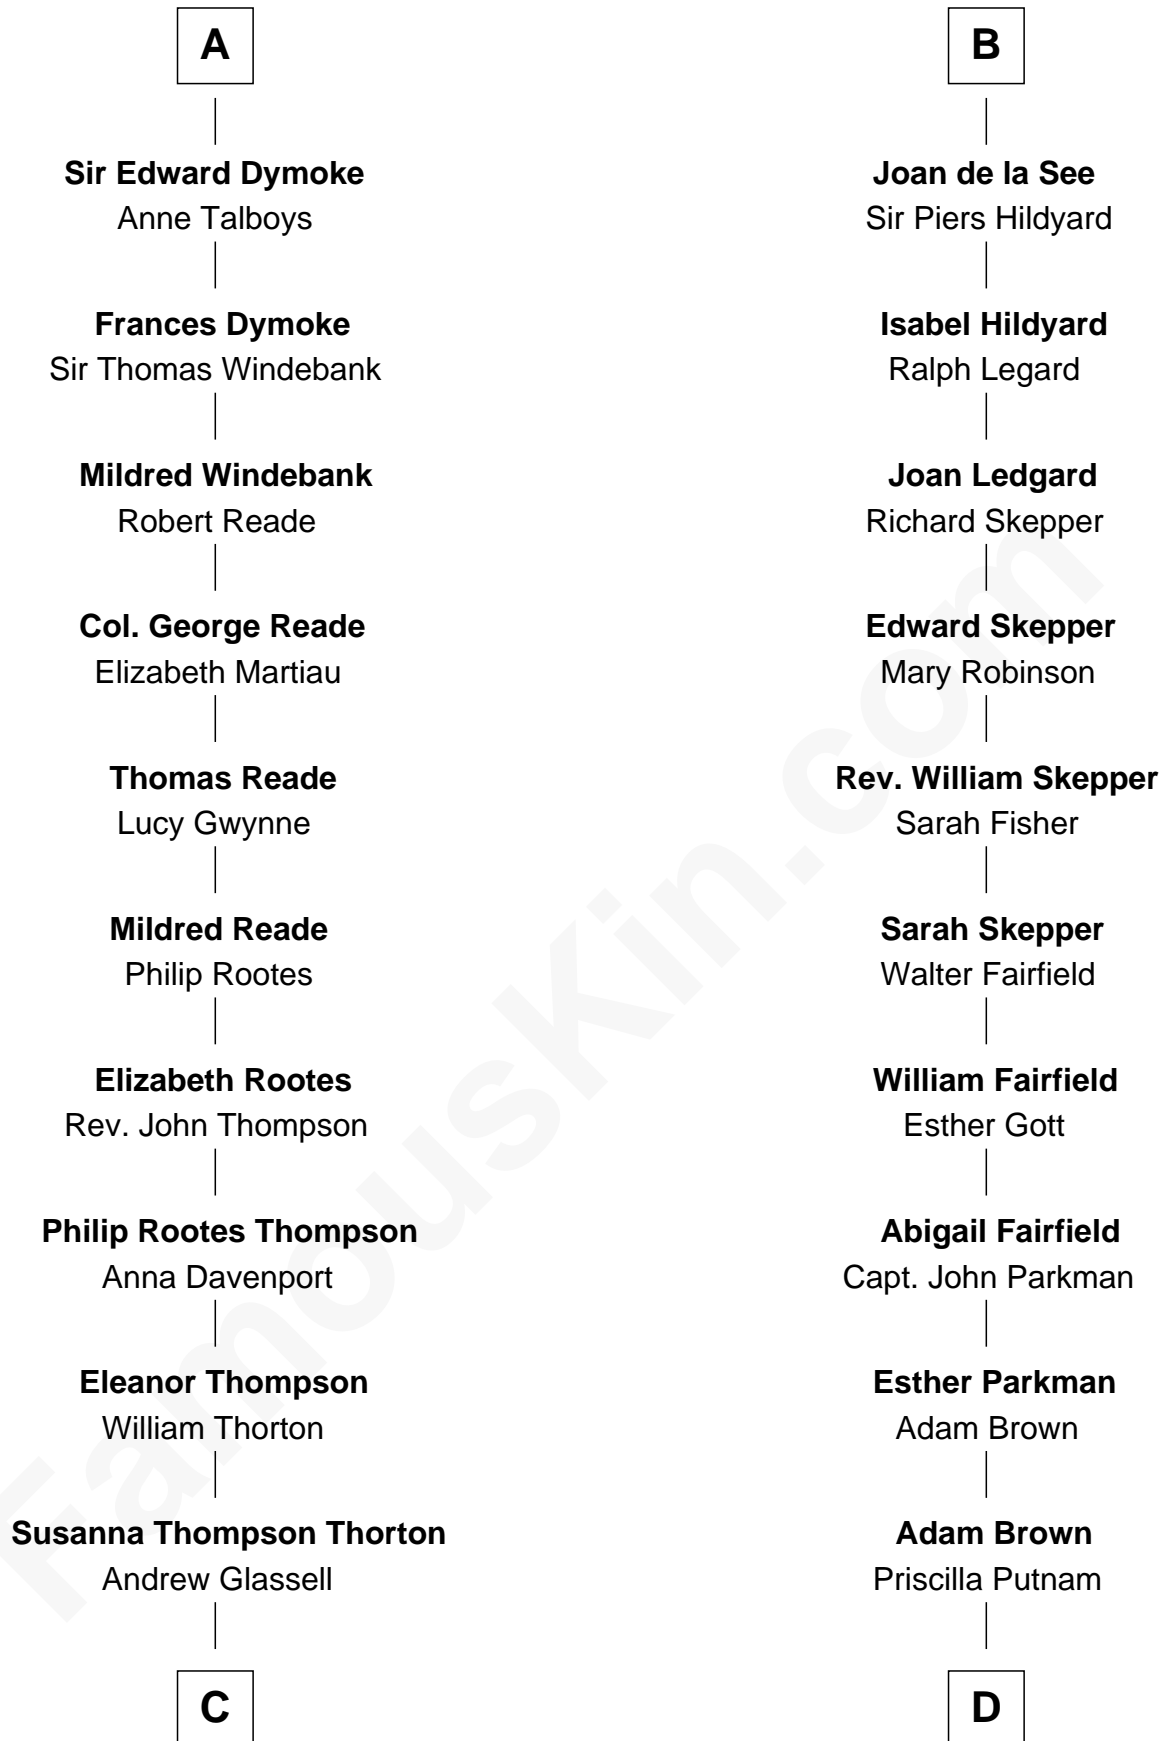 A
Sir Edward Dymoke
Anne Talboys
Frances Dymoke
Sir Thomas Windebank
Mildred Windebank
Robert Reade
Col. George Reade
Elizabeth Martiau
Thomas Reade
Lucy Gwynne
Mildred Reade
Philip Rootes
Elizabeth Rootes
Rev. John Thompson
Philip Rootes Thompson
Anna Davenport
Eleanor Thompson
William Thorton
Susanna Thompson Thorton
Andrew Glassell
C
B
Joan de la See
Sir Piers Hildyard
Isabel Hildyard
Ralph Legard
Joan Ledgard
Richard Skepper
Edward Skepper
Mary Robinson
Rev. William Skepper
Sarah Fisher
Sarah Skepper
Walter Fairfield
William Fairfield
Esther Gott
Abigail Fairfield
Capt. John Parkman
Esther Parkman
Adam Brown
Adam Brown
Priscilla Putnam
D
FamousKin.com